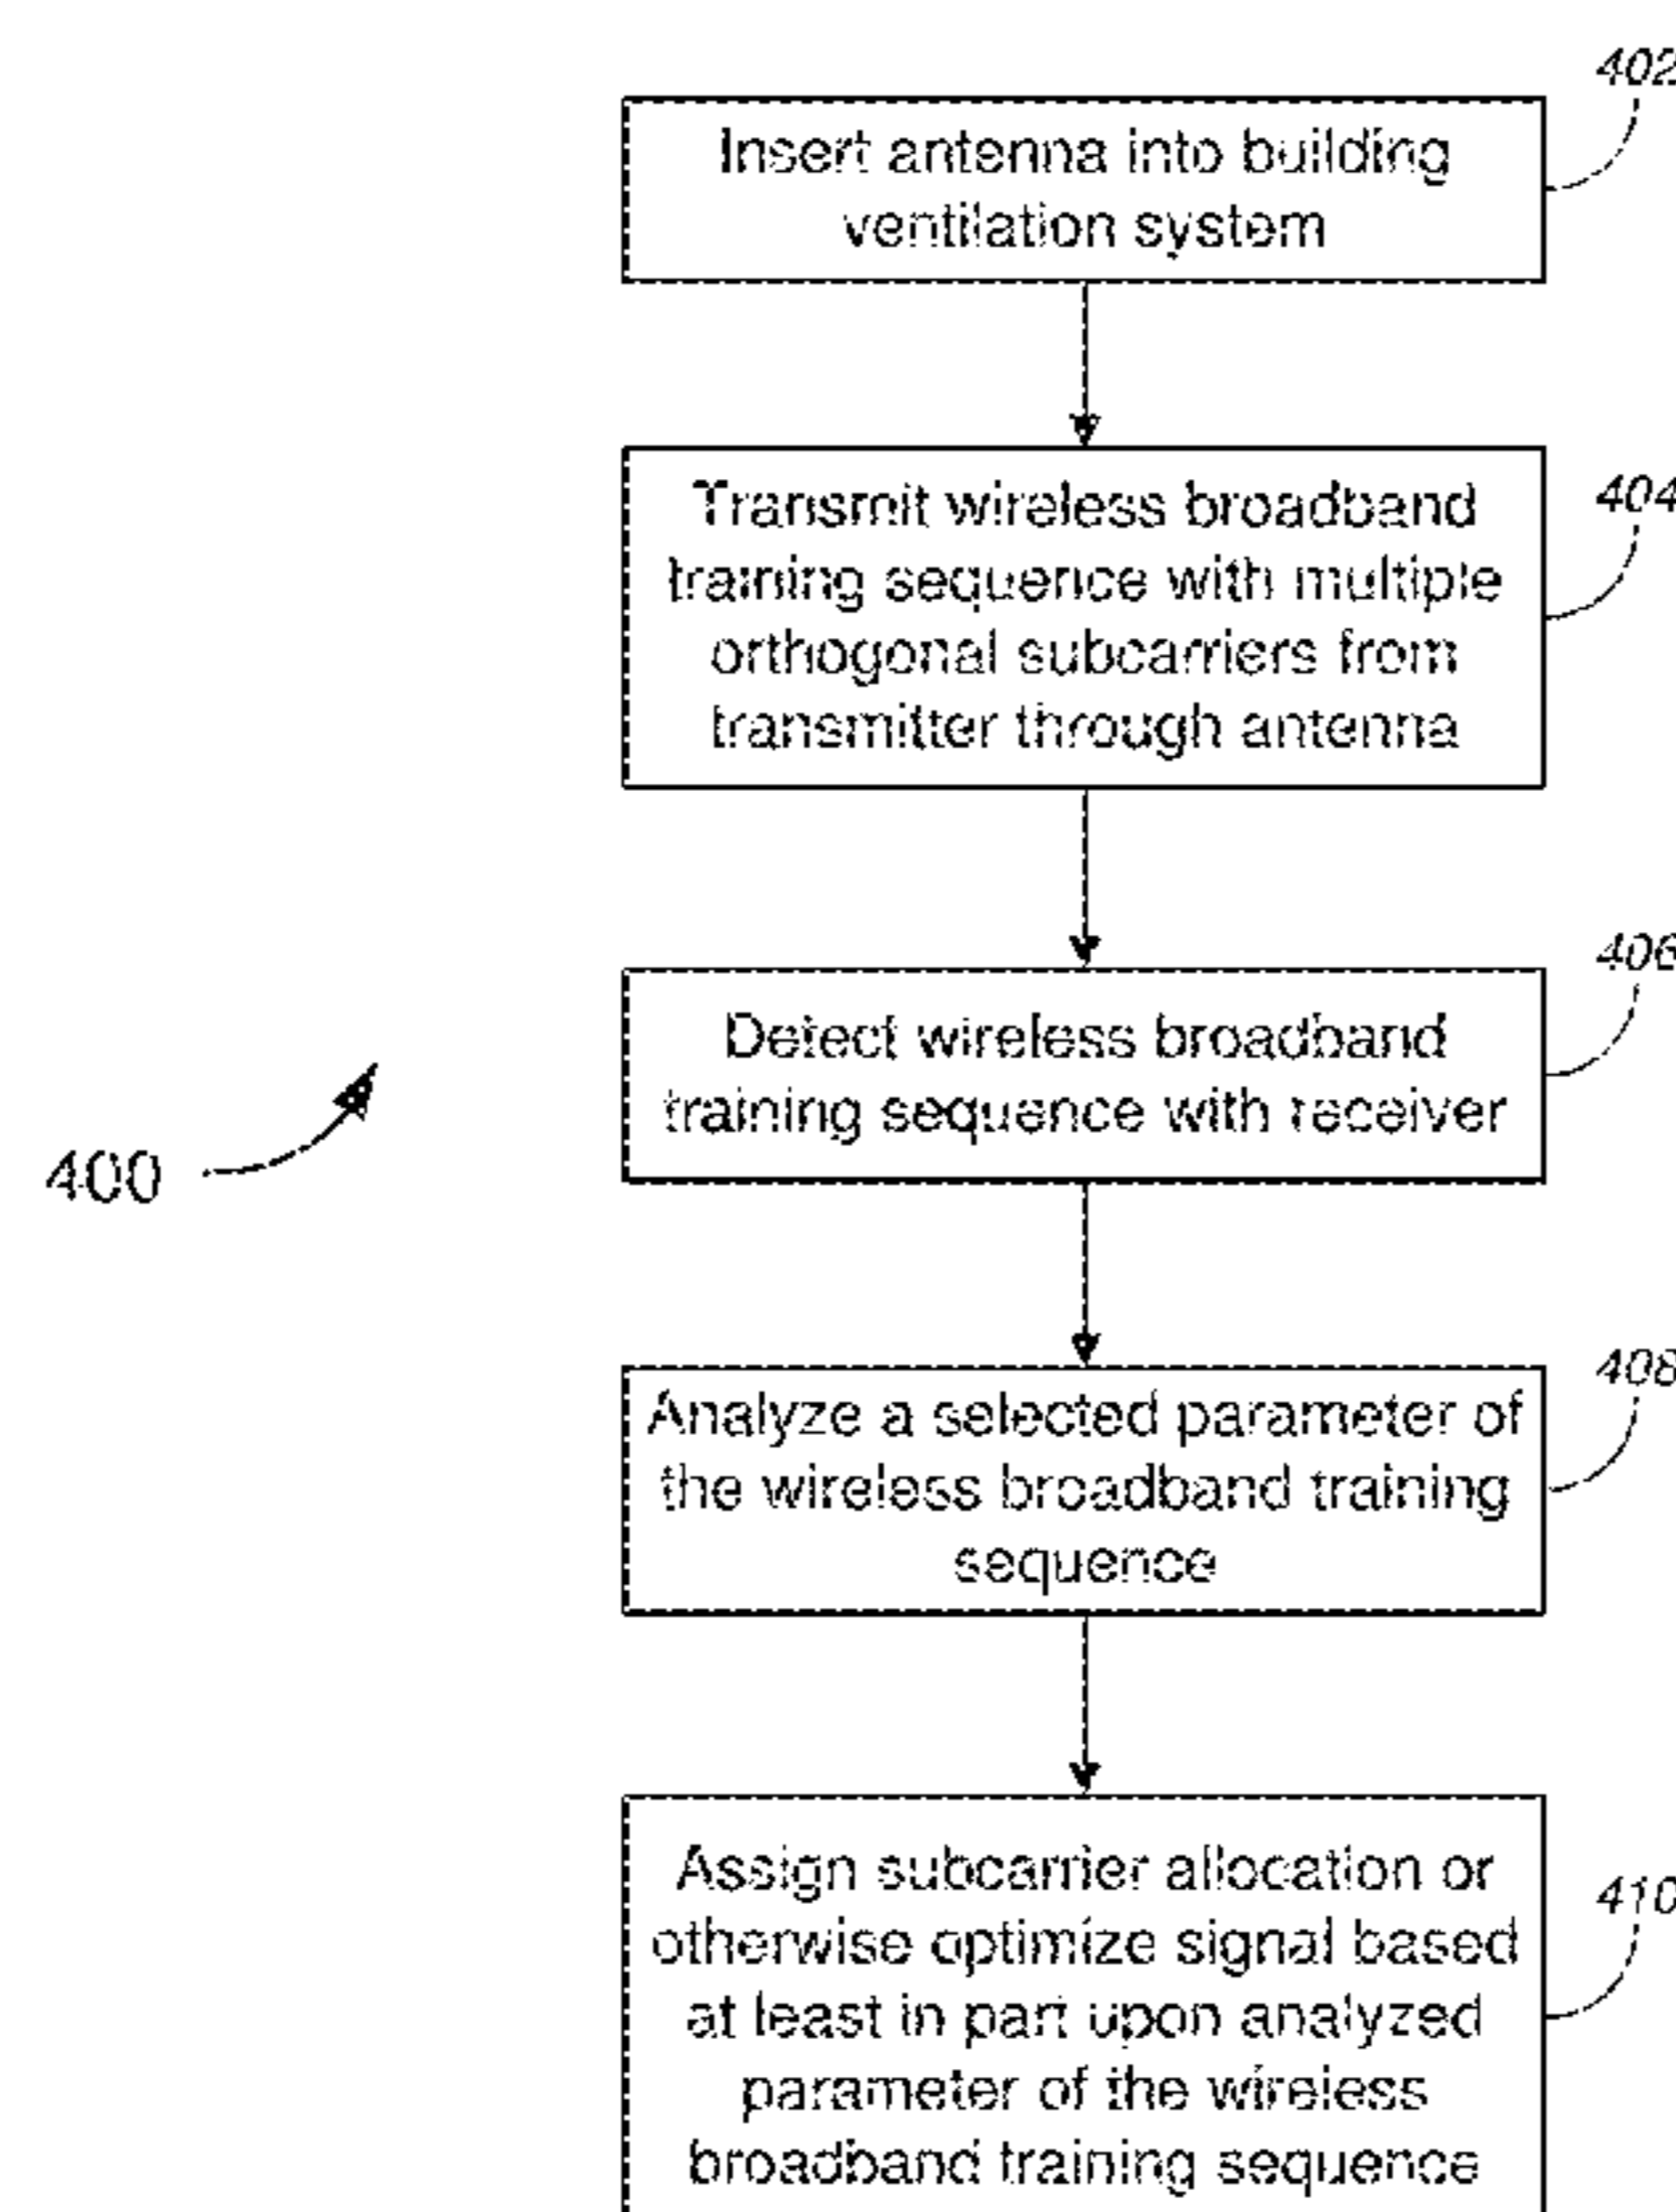 402
Insert antenna into building
ventilation system
404
Transmit wireless broadband
training sequence with multiple
orthogonal subcarriers from
transmitter through antenna
406
Detect wireless broadband
training sequence with receiver
400
408
Analyze a selected parameter of
the wireless broadband training
sequence
410
Assign subcarrier allocation or
otherwise optimize signal based
at least in part upon analyzed
parameter of the wireless
broadband training sequence